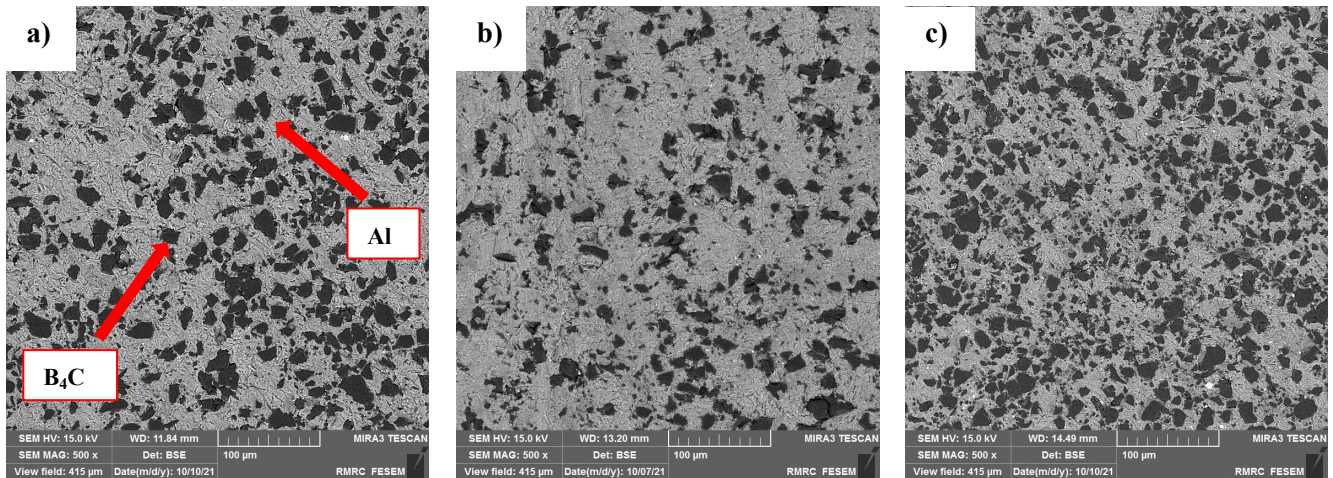 a)
Al
B₄C
SEM HV: 15.0 kV WD: 11.84 mm MIRA3 TESCAN
SEM MAG: 500 x Det: BSE 100 µm
View field: 415 µm Date(m/d/y): 10/10/21 RMRC FESEM
b)
SEM HV: 15.0 kV WD: 13.20 mm MIRA3 TESCAN
SEM MAG: 500 x Det: BSE 100 µm
View field: 415 µm Date(m/d/y): 10/07/21 RMRC FESEM
c)
SEM HV: 15.0 kV WD: 14.49 mm MIRA3 TESCAN
SEM MAG: 500 x Det: BSE 100 µm
View field: 415 µm Date(m/d/y): 10/10/21 RMRC FESEM